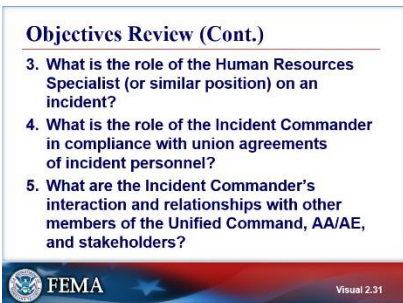 Objectives Review (Cont.)
3. What is the role of the Human Resources
Specialist (or similar position) on an
incident?
4. What is the role of the Incident Commander
in compliance with union agreements
of incident personnel?
5. What are the Incident Commander's
interaction and relationships with other
members of the Unified Command, AA/AE,
and stakeholders?
FEMA
Visual 2.31